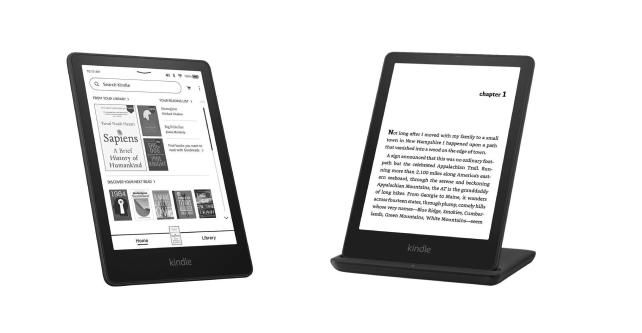 Search Kindle
FROM YOUR LIBRARY >
YOUR READING LIST >
Sapiens
A Brief
History of
Humankind
DISCOVER YOUR NEXT READ >
1984
Home
Library
kindle
chapter 1
Not long after I moved with my family to a small
town in New Hampshire I happened upon a path
that vanished into a wood on the edge of town.
A sign announced that this was no ordinary foot-
path but the celebrated Appalachian Trail. Run-
ning more than 2,100 miles along America's east-
ern seaboard, through the serene and beckoning
Appalachian Mountains, the AT is the granddaddy
of long hikes. From Georgia to Maine, it wanders
across fourteen states, through plump, comely hills
whose very names—Blue Ridge, Smokies, Cumber-
lands, Green Mountains, White Mountains—seem
kindle